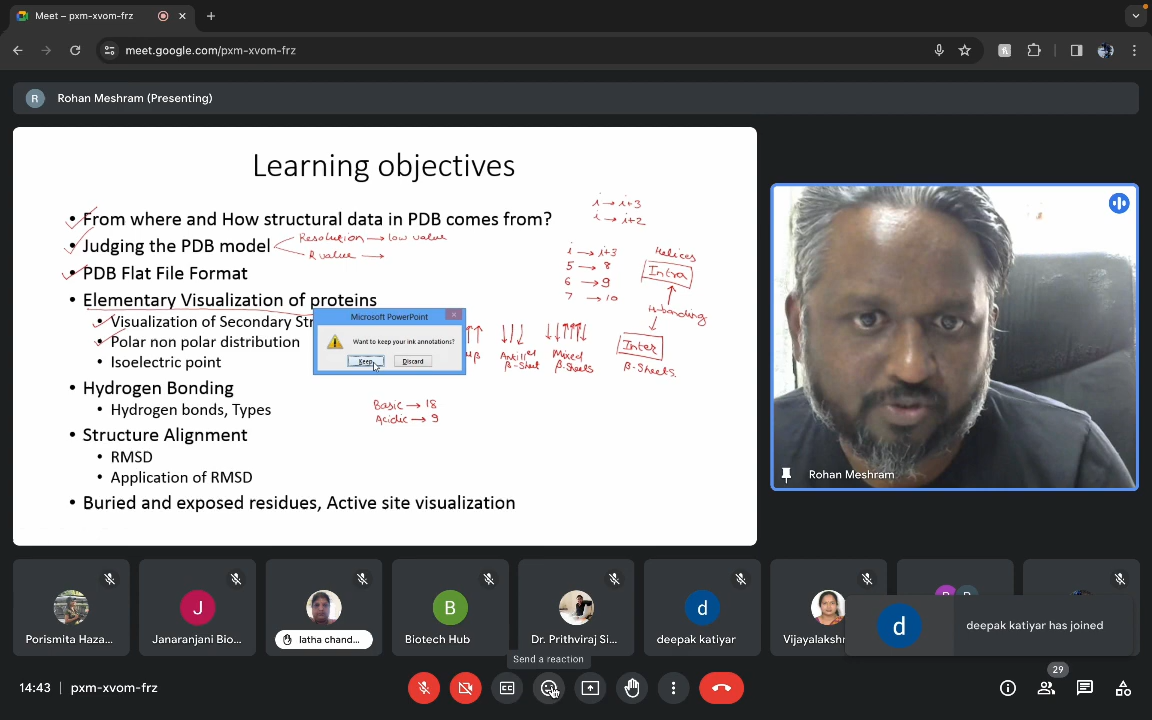 Meet – pxm-xvom-frz
meet.google.com/pxm-xvom-frz
R Rohan Meshram (Presenting)
Learning objectives
• From where and How structural data in PDB comes from?
i → i+3
i → i+2
• Judging the PDB model
Resolution → low value
R value →
• PDB Flat File Format
i → i+3
5 → 8
6 → 9
7 → 10
Helices
Intra
H-bonding
Inter
β-Sheets.
• Elementary Visualization of proteins
• Visualization of Secondary Str
• Polar non polar distribution
• Isoelectric point
Microsoft PowerPoint
Want to keep your ink annotations?
Keep
Discard
β-Sheet
Mixed
β-Sheets
• Hydrogen Bonding
• Hydrogen bonds, Types
Basic → 18
Acidic → 9
• Structure Alignment
• RMSD
• Application of RMSD
• Buried and exposed residues, Active site visualization
Rohan Meshram
Porismita Haza...
J
Janaranjani Bio...
latha chand...
B
Biotech Hub
Dr. Prithviraj Si...
d
deepak katiyar
Vijayalakshm
d
deepak katiyar has joined
Send a reaction
14:43 | pxm-xvom-frz
29